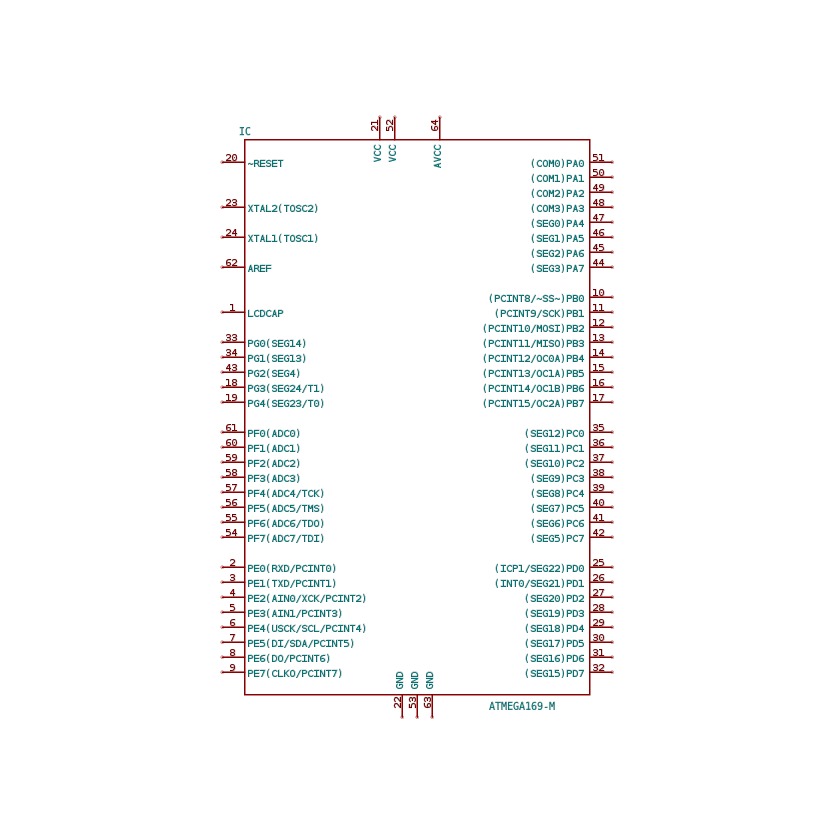 IC
21 VCC
52 VCC
64 AVCC
20 ~RESET
23 XTAL2(TOSC2)
24 XTAL1(TOSC1)
62 AREF
1 LCDCAP
33 PG0(SEG14)
34 PG1(SEG13)
43 PG2(SEG4)
18 PG3(SEG24/T1)
19 PG4(SEG23/T0)
61 PF0(ADC0)
60 PF1(ADC1)
59 PF2(ADC2)
58 PF3(ADC3)
57 PF4(ADC4/TCK)
56 PF5(ADC5/TMS)
55 PF6(ADC6/TDO)
54 PF7(ADC7/TDI)
2 PE0(RXD/PCINT0)
3 PE1(TXD/PCINT1)
4 PE2(AIN0/XCK/PCINT2)
5 PE3(AIN1/PCINT3)
6 PE4(USCK/SCL/PCINT4)
7 PE5(DI/SDA/PCINT5)
8 PE6(DO/PCINT6)
9 PE7(CLKO/PCINT7)
(COM0)PA0 51
(COM1)PA1 50
(COM2)PA2 49
(COM3)PA3 48
(SEG0)PA4 47
(SEG1)PA5 46
(SEG2)PA6 45
(SEG3)PA7 44
(PCINT8/~SS~)PB0 10
(PCINT9/SCK)PB1 11
(PCINT10/MOSI)PB2 12
(PCINT11/MISO)PB3 13
(PCINT12/OC0A)PB4 14
(PCINT13/OC1A)PB5 15
(PCINT14/OC1B)PB6 16
(PCINT15/OC2A)PB7 17
(SEG12)PC0 35
(SEG11)PC1 36
(SEG10)PC2 37
(SEG9)PC3 38
(SEG8)PC4 39
(SEG7)PC5 40
(SEG6)PC6 41
(SEG5)PC7 42
(ICP1/SEG22)PD0 25
(INT0/SEG21)PD1 26
(SEG20)PD2 27
(SEG19)PD3 28
(SEG18)PD4 29
(SEG17)PD5 30
(SEG16)PD6 31
(SEG15)PD7 32
22 GND
53 GND
63 GND
ATMEGA169-M